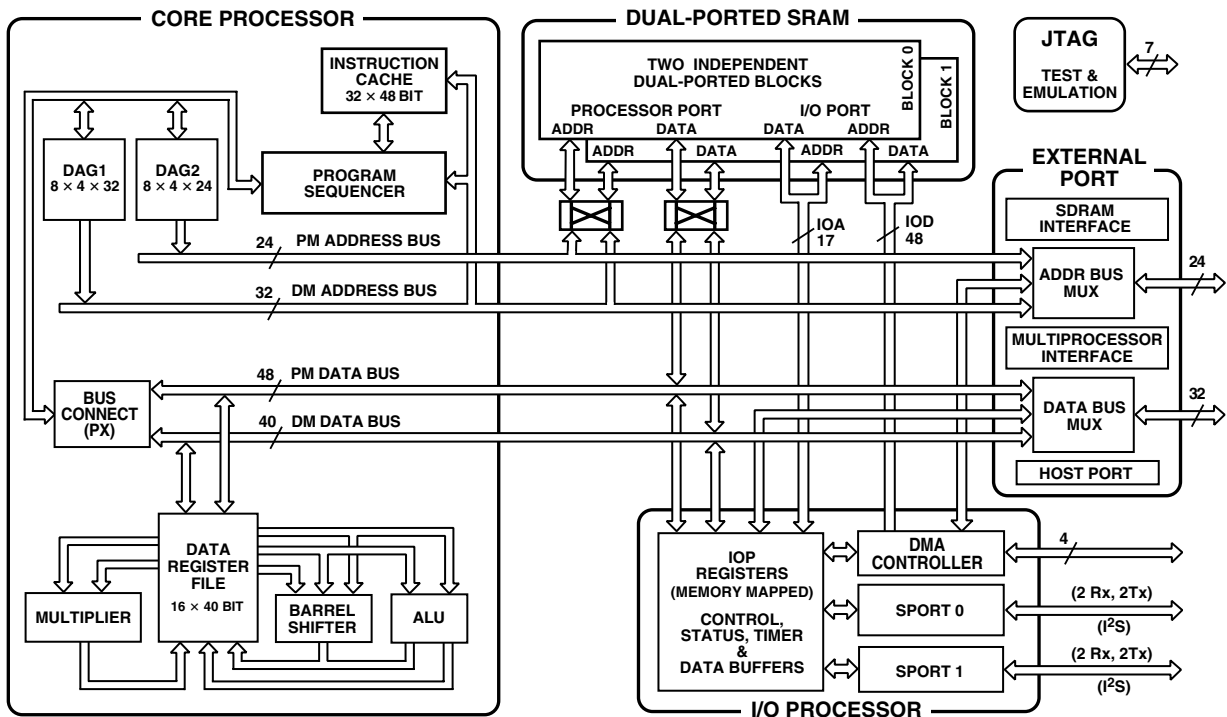 CORE PROCESSOR
INSTRUCTION
CACHE
32 × 48 BIT
DAG1
8 × 4 × 32
DAG2
8 × 4 × 24
PROGRAM
SEQUENCER
24
PM ADDRESS BUS
32
DM ADDRESS BUS
48
PM DATA BUS
40
DM DATA BUS
BUS
CONNECT
(PX)
DATA
REGISTER
FILE
16 × 40 BIT
MULTIPLIER
BARREL
SHIFTER
ALU
DUAL-PORTED SRAM
TWO INDEPENDENT
DUAL-PORTED BLOCKS
BLOCK 0
BLOCK 1
PROCESSOR PORT
I/O PORT
ADDR
DATA
DATA
ADDR
ADDR
DATA
ADDR
DATA
IOA
17
IOD
48
JTAG
TEST &
EMULATION
7
EXTERNAL
PORT
SDRAM
INTERFACE
ADDR BUS
MUX
24
MULTIPROCESSOR
INTERFACE
DATA BUS
MUX
32
HOST PORT
IOP
REGISTERS
(MEMORY MAPPED)
CONTROL,
STATUS, TIMER
&
DATA BUFFERS
DMA
CONTROLLER
4
SPORT 0
(2 Rx, 2Tx)
(I²S)
SPORT 1
(2 Rx, 2Tx)
(I²S)
I/O PROCESSOR